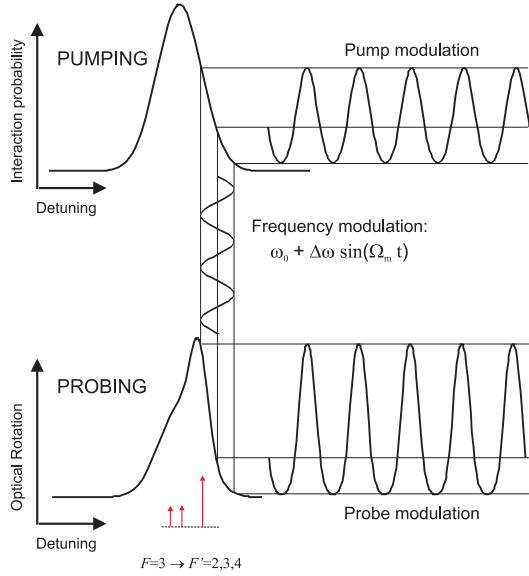 Pump modulation
PUMPING
Interaction probability
Detuning
Frequency modulation:
ω₀ + Δω sin(Ωₘ t)
PROBING
Optical Rotation
Probe modulation
Detuning
F=3 → F'=2,3,4